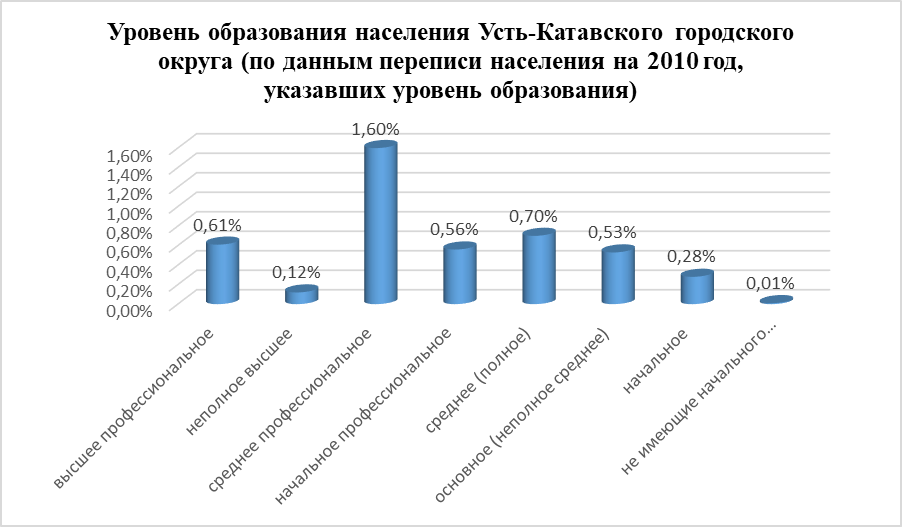 Уровень образования населения Усть-Катавского городского
округа (по данным переписи населения на 2010 год,
указавших уровень образования)
1,60%
1,40%
1,20%
1,00%
0,80%
0,60%
0,40%
0,20%
0,00%
0,61%
0,12%
1,60%
0,56%
0,70%
0,53%
0,28%
0,01%
высшее профессиональное
неполное высшее
среднее профессиональное
начальное профессиональное
среднее (полное)
основное (неполное среднее)
начальное
не имеющие начального…